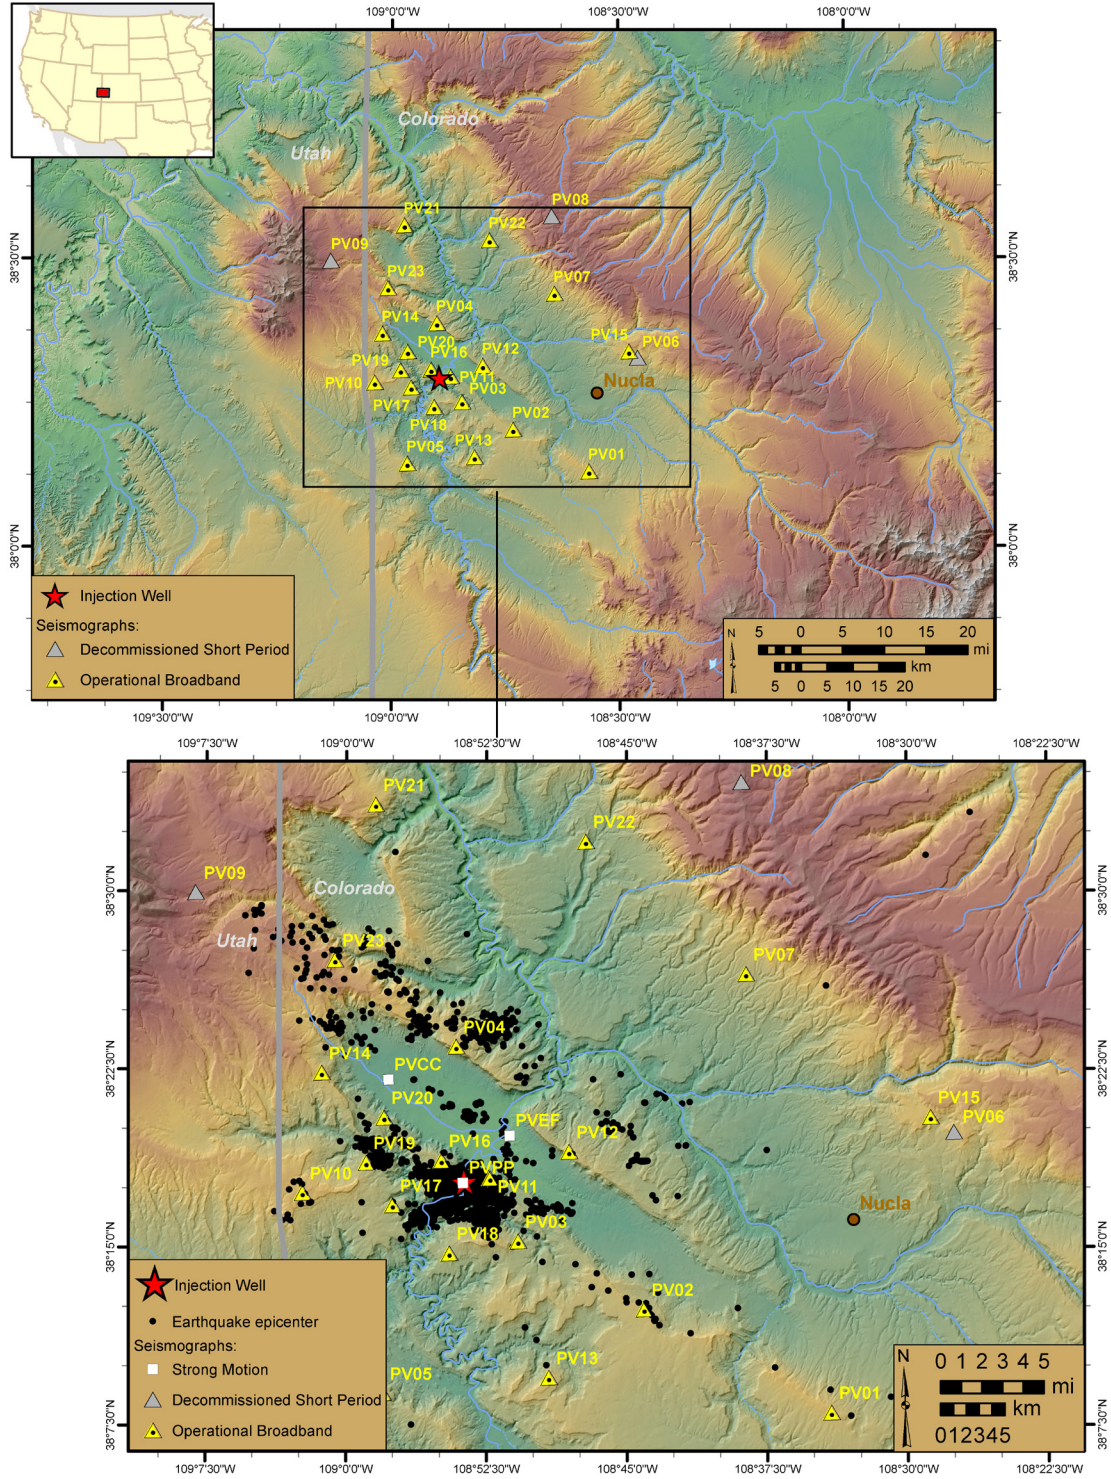 109°0'0"W 108°30'0"W 108°0'0"W
Colorado
Utah
PV08
PV21
PV22
PV09
38°30'0"N
38°30'0"N
PV23
PV07
PV04
PV14
PV15
PV20
PV06
PV16
PV12
PV19
PV11
PV10
Nucla
PV03
PV17
PV02
PV18
PV05
PV13
PV01
38°0'0"N
38°0'0"N
Injection Well
Seismographs:
Decommissioned Short Period
Operational Broadband
N
5 0 5 10 15 20
mi
km
5 0 5 10 15 20
109°30'0"W 109°0'0"W 108°30'0"W 108°0'0"W
109°7'30"W 109°0'0"W 108°52'30"W 108°45'0"W 108°37'30"W 108°30'0"W 108°22'30"W
PV08
PV21
PV22
PV09
38°30'0"N
38°30'0"N
Colorado
Utah
PV23
PV07
PV04
PV14
PVCC
38°22'30"N
38°22'30"N
PV20
PV15
PV06
PVEF
PV19
PV16
PV12
PV10
PVPP
PV17
PV11
Nucla
PV18
PV03
38°15'0"N
38°15'0"N
PV02
Injection Well
Earthquake epicenter
Seismographs:
Strong Motion
Decommissioned Short Period
Operational Broadband
PV05
PV13
PV01
N
0 1 2 3 4 5
mi
km
012345
38°7'30"N
38°7'30"N
109°7'30"W 109°0'0"W 108°52'30"W 108°45'0"W 108°37'30"W 108°30'0"W 108°22'30"W